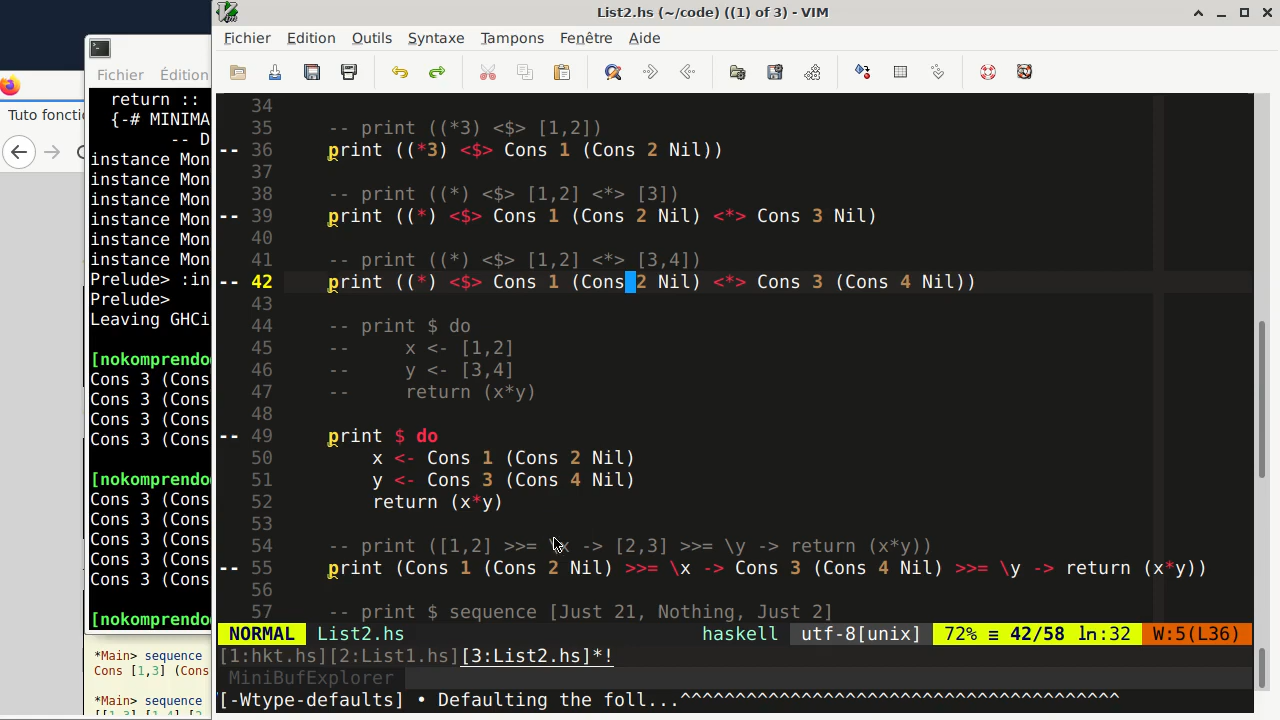 List2.hs (~/code) ((1) of 3) - VIM
Fichier Edition Outils Syntaxe Tampons Fenêtre Aide
Fichier Édition
Tuto foncti
return ::
{-# MINIMA
-- D
instance Mon
instance Mon
instance Mon
instance Mon
instance Mon
instance Mon
Prelude> :in
Prelude>
Leaving GHCi
[nokomprendo
Cons 3 (Cons
Cons 3 (Cons
Cons 3 (Cons
Cons 3 (Cons
[nokomprendo
Cons 3 (Cons
Cons 3 (Cons
Cons 3 (Cons
Cons 3 (Cons
Cons 3 (Cons
[nokomprendo
*Main> sequence
Cons [1,3] (Cons
*Main> sequence
[[1,3],[1,4],[2
34
35 -- print ((*3) <$> [1,2])
-- 36 print ((*3) <$> Cons 1 (Cons 2 Nil))
37
38 -- print ((*) <$> [1,2] <*> [3])
-- 39 print ((*) <$> Cons 1 (Cons 2 Nil) <*> Cons 3 Nil)
40
41 -- print ((*) <$> [1,2] <*> [3,4])
-- 42 print ((*) <$> Cons 1 (Cons 2 Nil) <*> Cons 3 (Cons 4 Nil))
43
44 -- print $ do
45 -- x <- [1,2]
46 -- y <- [3,4]
47 -- return (x*y)
48
-- 49 print $ do
50 x <- Cons 1 (Cons 2 Nil)
51 y <- Cons 3 (Cons 4 Nil)
52 return (x*y)
53
54 -- print ([1,2] >>= \x -> [2,3] >>= \y -> return (x*y))
-- 55 print (Cons 1 (Cons 2 Nil) >>= \x -> Cons 3 (Cons 4 Nil) >>= \y -> return (x*y))
56
57 -- print $ sequence [Just 21, Nothing, Just 2]
NORMAL List2.hs haskell utf-8[unix] 72% ≡ 42/58 ln:32 W:5(L36)
[1:hkt.hs][2:List1.hs][3:List2.hs]*!
MiniBufExplorer
[-Wtype-defaults] • Defaulting the foll...^^^^^^^^^^^^^^^^^^^^^^^^^^^^^^^^^^^^^^^^